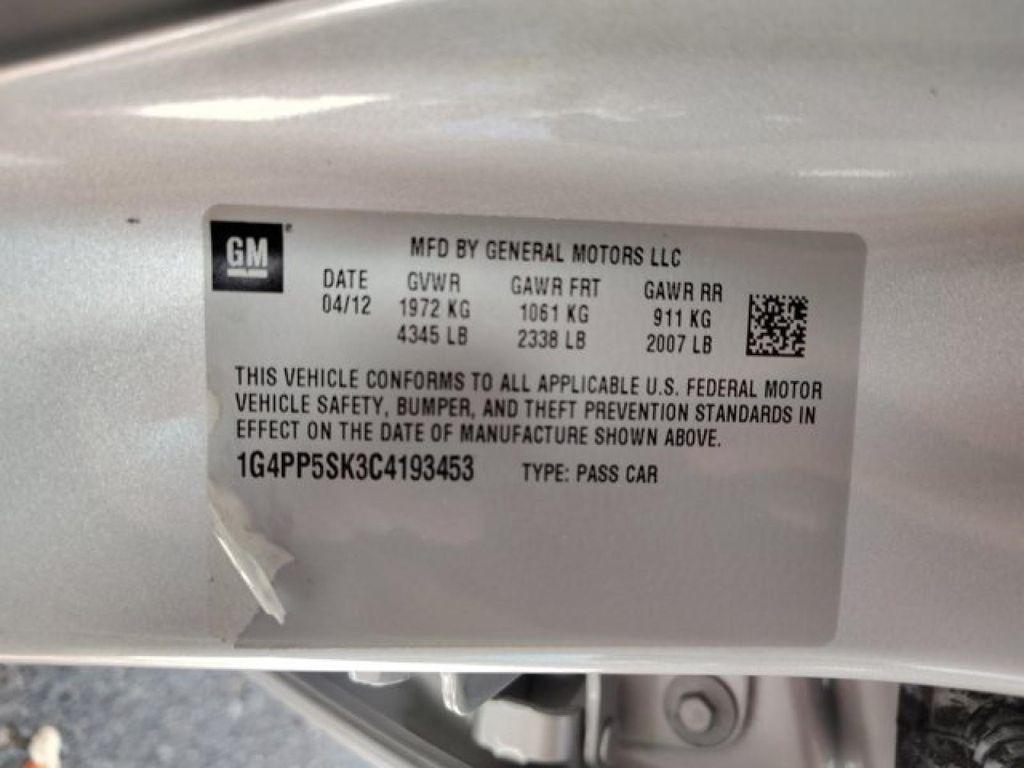 GM
MFD BY GENERAL MOTORS LLC
DATE GVWR GAWR FRT GAWR RR
04/12 1972 KG 1061 KG 911 KG
4345 LB 2338 LB 2007 LB
THIS VEHICLE CONFORMS TO ALL APPLICABLE U.S. FEDERAL MOTOR
VEHICLE SAFETY, BUMPER, AND THEFT PREVENTION STANDARDS IN
EFFECT ON THE DATE OF MANUFACTURE SHOWN ABOVE.
1G4PP5SK3C4193453 TYPE: PASS CAR